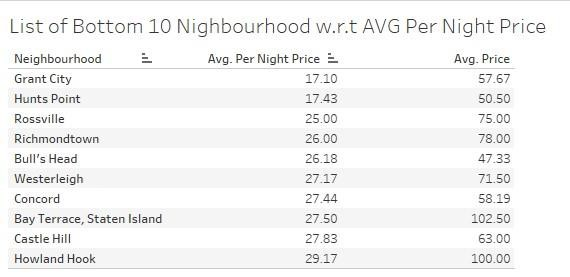 List of Bottom 10 Nighbourhood w.r.t AVG Per Night Price
Neighbourhood Avg. Per Night Price Avg. Price
Grant City 17.10 57.67
Hunts Point 17.43 50.50
Rossville 25.00 75.00
Richmondtown 26.00 78.00
Bull's Head 26.18 47.33
Westerleigh 27.17 71.50
Concord 27.44 58.19
Bay Terrace, Staten Island 27.50 102.50
Castle Hill 27.83 63.00
Howland Hook 29.17 100.00